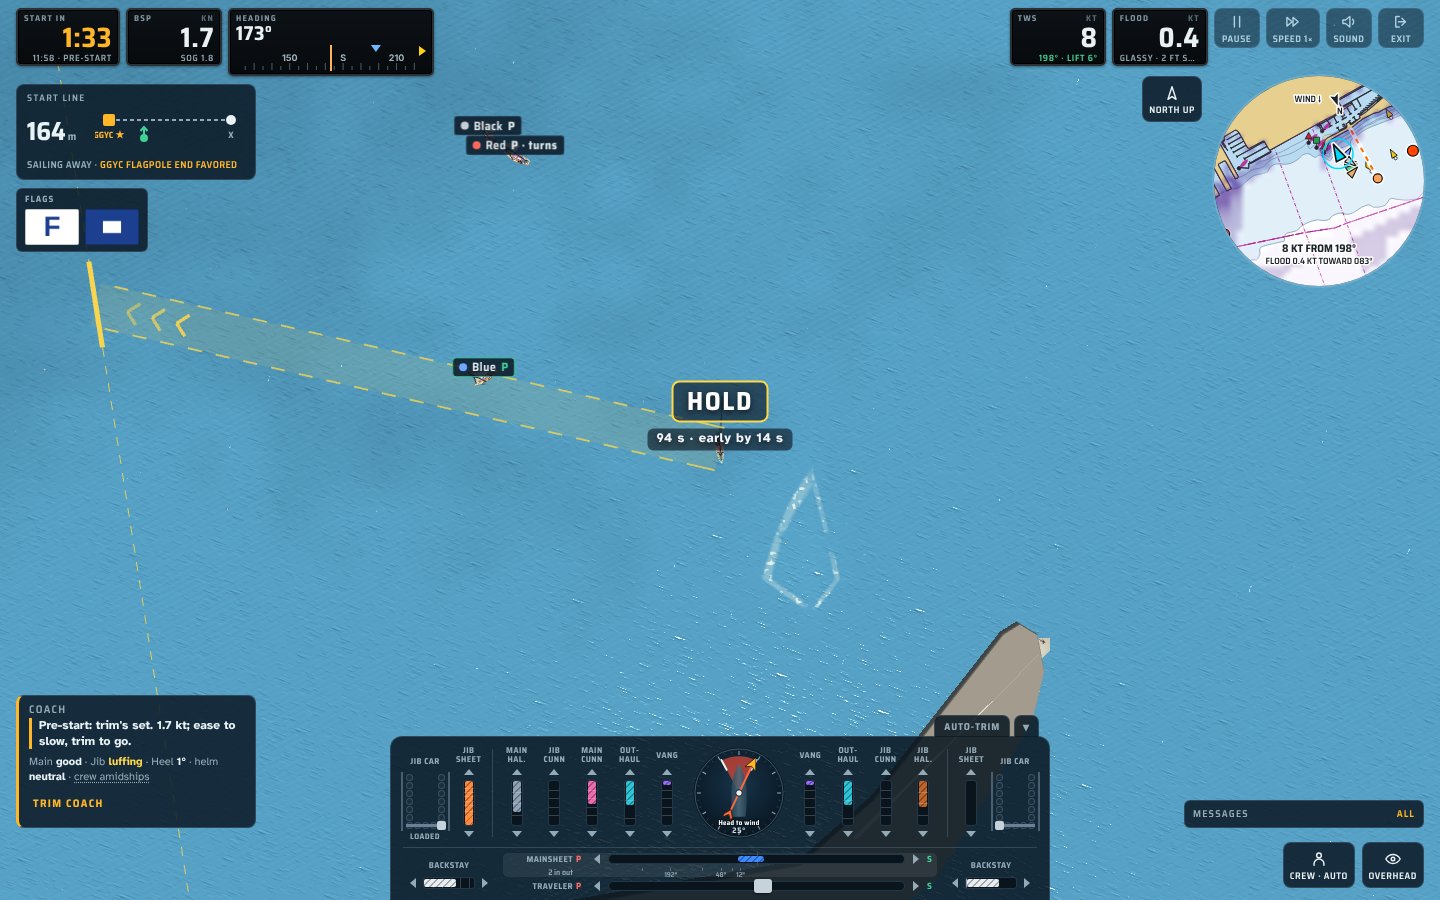 START IN
1:33
11:58 · PRE-START
BSP KN
1.7
SOG 1.8
HEADING
173°
150 S 210
TWS KT
8
198° · LIFT 6°
FLOOD KT
0.4
GLASSY · 2 FT S...
PAUSE
SPEED 1×
SOUND
EXIT
START LINE
164 m
GGYC ★ X
SAILING AWAY · GGYC FLAGPOLE END FAVORED
FLAGS
F
Black P
Red P · turns
Blue P
HOLD
94 s · early by 14 s
NORTH UP
WIND ↓
N
8 KT FROM 198°
FLOOD 0.4 KT TOWARD 083°
COACH
Pre-start: trim's set. 1.7 kt; ease to
slow, trim to go.
Main good · Jib luffing · Heel 1° · helm
neutral · crew amidships
TRIM COACH
AUTO-TRIM ▼
JIB CAR
LOADED
JIB SHEET
MAIN HAL.
JIB CUNN
MAIN CUNN
OUT-HAUL
VANG
Head to wind
25°
VANG
OUT-HAUL
JIB CUNN
JIB HAL.
JIB SHEET
JIB CAR
BACKSTAY
MAINSHEET P S
2 in out 192° 48° 12°
TRAVELER P S
BACKSTAY
MESSAGES ALL
CREW · AUTO
OVERHEAD